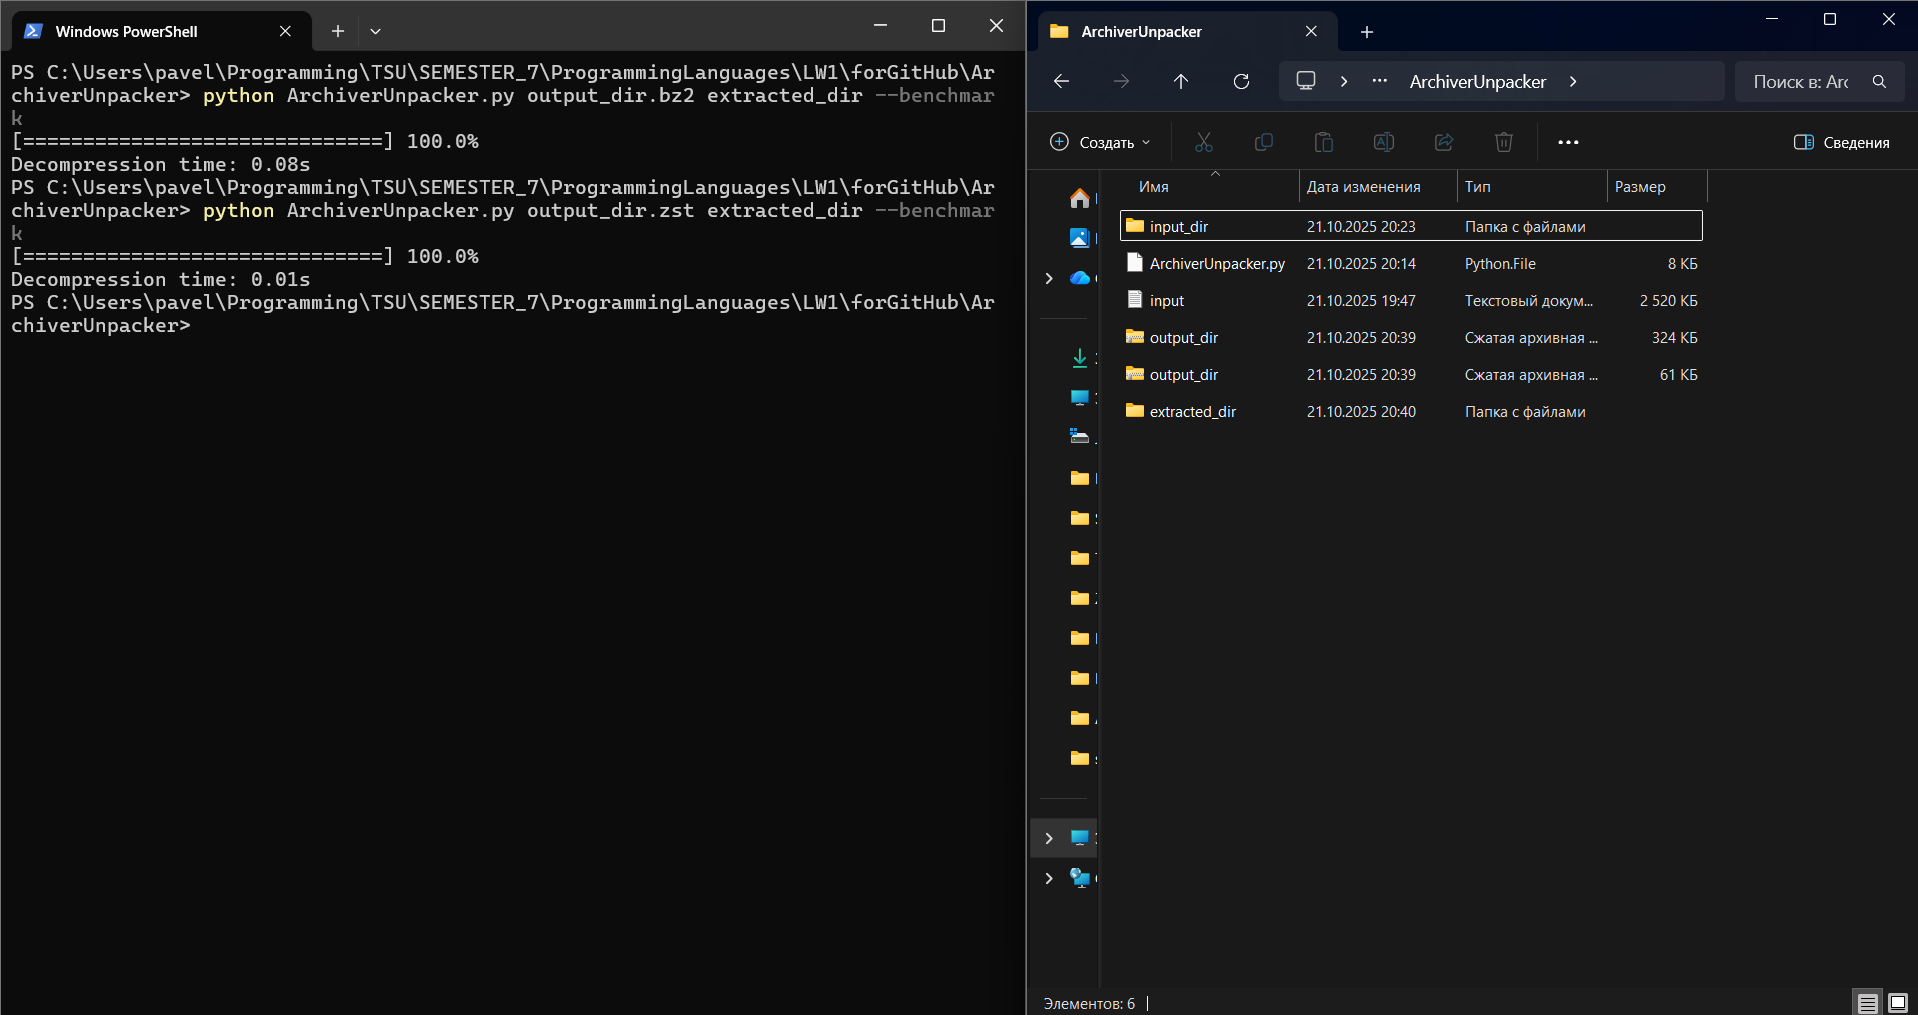 Windows PowerShell
PS C:\Users\pavel\Programming\TSU\SEMESTER_7\ProgrammingLanguages\LW1\forGitHub\Ar
chiverUnpacker> python ArchiverUnpacker.py output_dir.bz2 extracted_dir --benchmar
k
[==============================] 100.0%
Decompression time: 0.08s
PS C:\Users\pavel\Programming\TSU\SEMESTER_7\ProgrammingLanguages\LW1\forGitHub\Ar
chiverUnpacker> python ArchiverUnpacker.py output_dir.zst extracted_dir --benchmar
k
[==============================] 100.0%
Decompression time: 0.01s
PS C:\Users\pavel\Programming\TSU\SEMESTER_7\ProgrammingLanguages\LW1\forGitHub\Ar
chiverUnpacker>
ArchiverUnpacker
ArchiverUnpacker
Поиск в: Arc
Создать
Сведения
Имя Дата изменения Тип Размер
input_dir 21.10.2025 20:23 Папка с файлами
ArchiverUnpacker.py 21.10.2025 20:14 Python.File 8 КБ
input 21.10.2025 19:47 Текстовый докум... 2 520 КБ
output_dir 21.10.2025 20:39 Сжатая архивная ... 324 КБ
output_dir 21.10.2025 20:39 Сжатая архивная ... 61 КБ
extracted_dir 21.10.2025 20:40 Папка с файлами
Элементов: 6